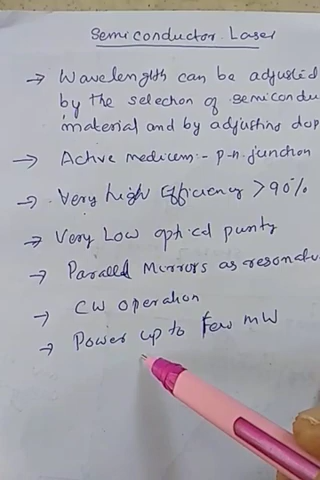 Semiconductor Laser
→ Wavelength can be adjusted
by the selection of semicondu
material and by adjusting dop
→ Active medium:- p-n junction
→ Very high Efficiency > 90%
→ Very Low optical purity
→ Parallel Mirrors as resonato
→ CW operation
→ Power up to few mW